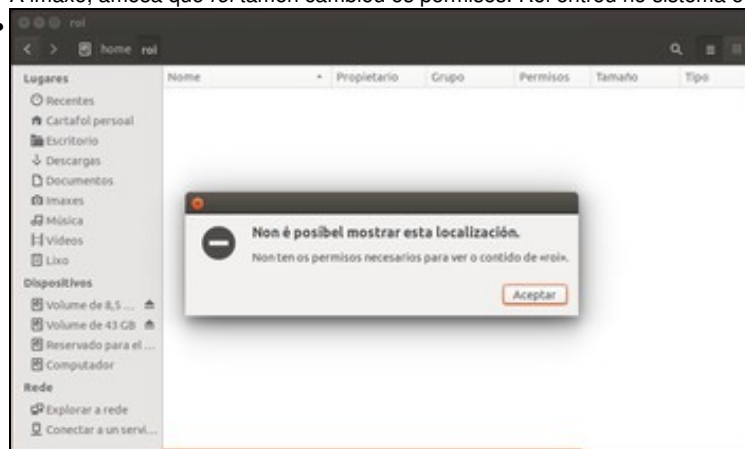 A imaxe, amosa que roi tamén cambiou os permisos. Roi entrou no sistema e
roi
home roi
Lugares
Nome Propietario Grupo Permisos Tamaño Tipo
Recentes
Cartafol persoal
Escritorio
Descargas
Documentos
Imaxes
Música
Vídeos
Lixo
Non é posíbel mostrar esta localización.
Non ten os permisos necesarios para ver o contido de «roi».
Aceptar
Dispositivos
Volume de 8,5 ...
Volume de 43 GB
Reservado para el ...
Computador
Rede
Explorar a rede
Conectar a un servi...